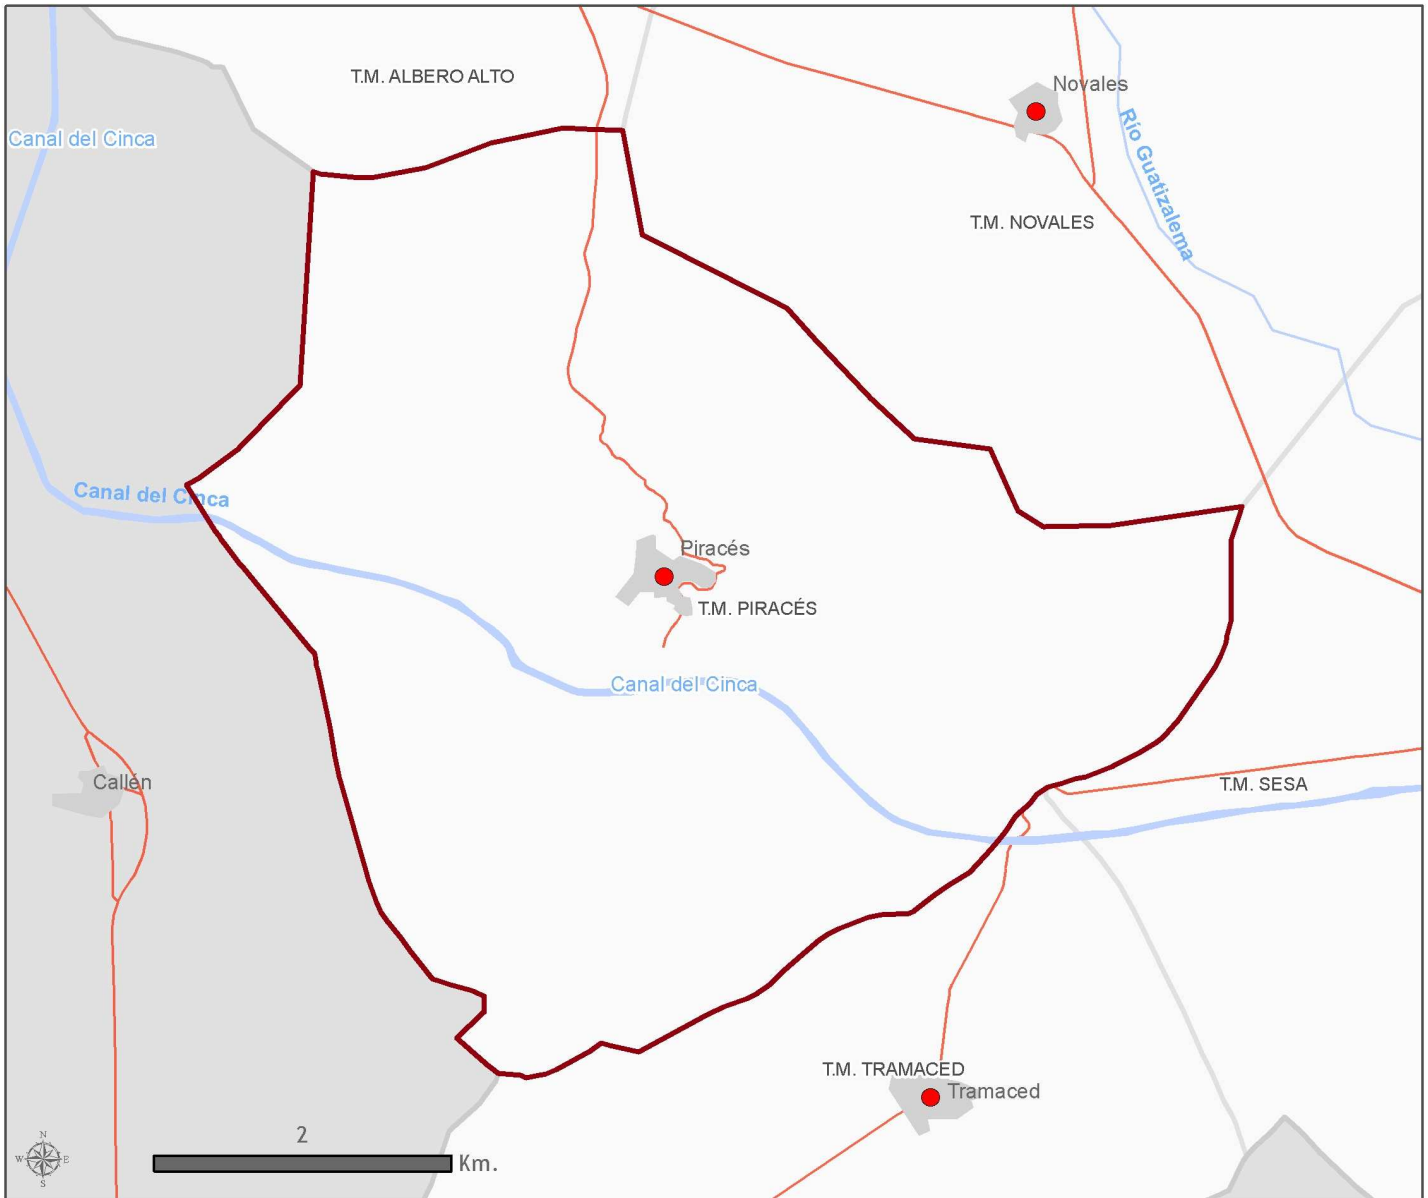 T.M. ALBERO ALTO
Novales
Canal del Cinca
Río Guatizalema
T.M. NOVALES
Canal del Cinca
Piracés
T.M. PIRACÉS
Canal del Cinca
Callén
T.M. SESA
T.M. TRAMACED
Tramaced
N
W E
S
2
Km.